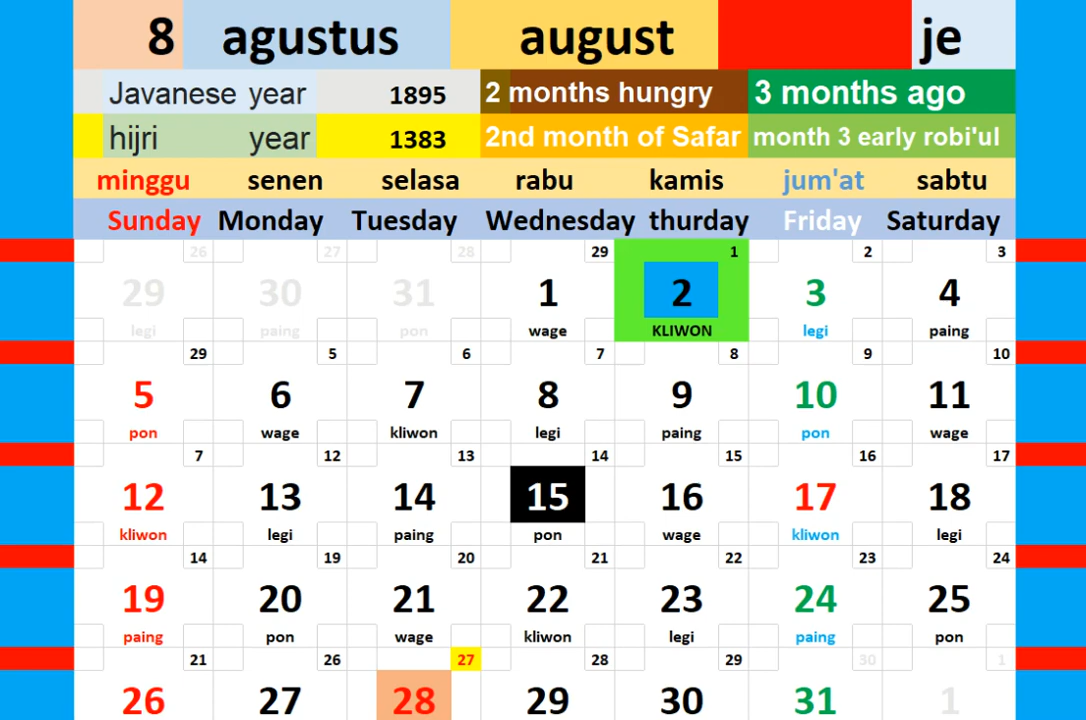 8 agustus august je
Javanese year 1895 2 months hungry 3 months ago
hijri year 1383 2nd month of Safar month 3 early robi'ul
minggu senen selasa rabu kamis jum'at sabtu
Sunday Monday Tuesday Wednesday thurday Friday Saturday
26 27 28 29 1 2 3
29 30 31 1 2 3 4
legi paing pon wage KLIWON legi paing
29 5 6 7 8 9 10
5 6 7 8 9 10 11
pon wage kliwon legi paing pon wage
7 12 13 14 15 16 17
12 13 14 15 16 17 18
kliwon legi paing pon wage kliwon legi
14 19 20 21 22 23 24
19 20 21 22 23 24 25
paing pon wage kliwon legi paing pon
21 26 27 28 29 30 1
26 27 28 29 30 31 1